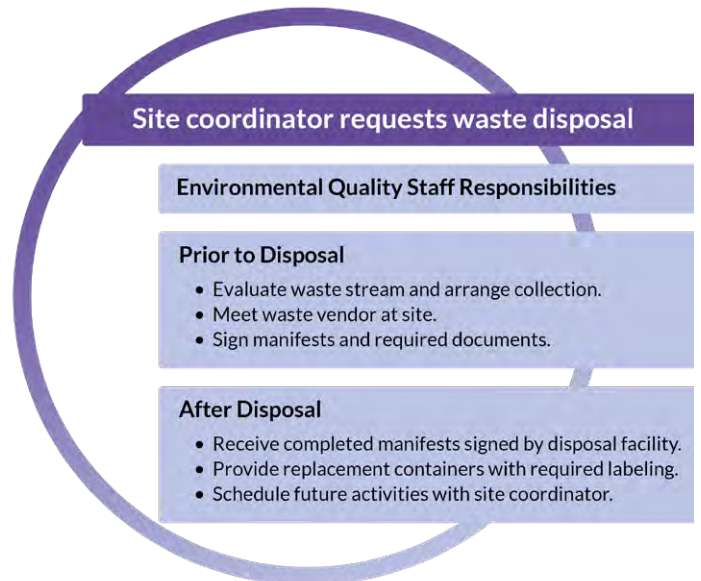 Site coordinator requests waste disposal
Environmental Quality Staff Responsibilities
Prior to Disposal
• Evaluate waste stream and arrange collection.
• Meet waste vendor at site.
• Sign manifests and required documents.
After Disposal
• Receive completed manifests signed by disposal facility.
• Provide replacement containers with required labeling.
• Schedule future activities with site coordinator.